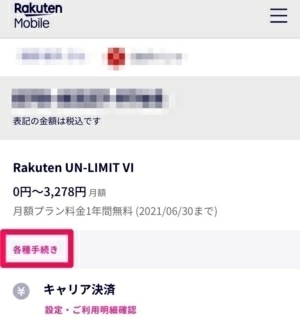 Rakuten
Mobile
表記の金額は税込です
Rakuten UN-LIMIT VI
0円〜3,278円 月額
月額プラン料金1年間無料 (2021/06/30まで)
各種手続き
¥ キャリア決済
設定・ご利用明細確認